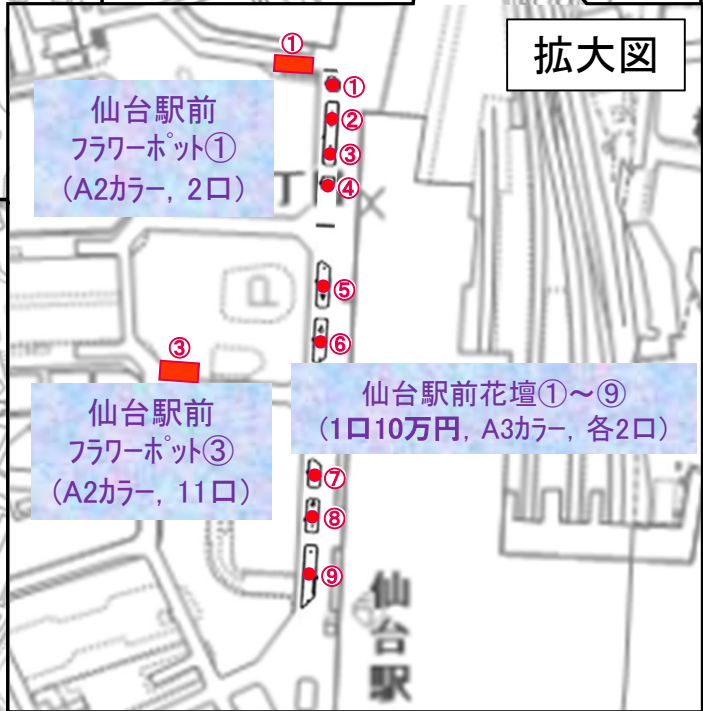 拡大図
①
①
仙台駅前
フラワーポット①
(A2カラー, 2口)
②
③
④
丁
⑤
⑥
③
仙台駅前
フラワーポット③
(A2カラー, 11口)
仙台駅前花壇①～⑨
(1口10万円, A3カラー, 各2口)
⑦
⑧
⑨
仙台駅